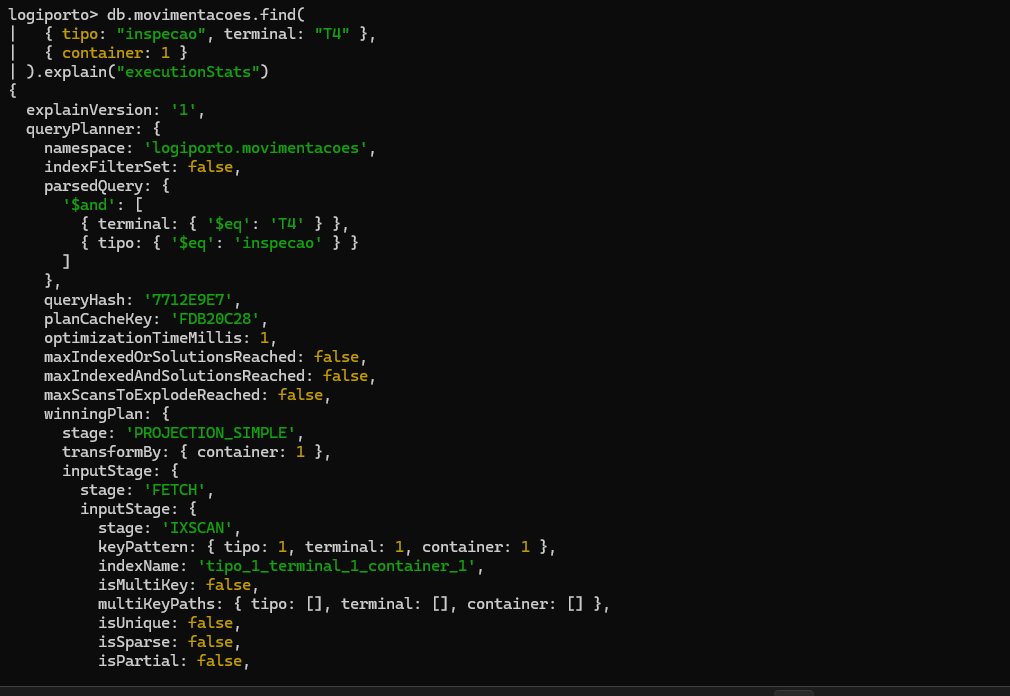 logiporto> db.movimentacoes.find(
|   { tipo: "inspecao", terminal: "T4" },
|   { container: 1 }
| ).explain("executionStats")
{
  explainVersion: '1',
  queryPlanner: {
    namespace: 'logiporto.movimentacoes',
    indexFilterSet: false,
    parsedQuery: {
      '$and': [
        { terminal: { '$eq': 'T4' } },
        { tipo: { '$eq': 'inspecao' } }
      ]
    },
    queryHash: '7712E9E7',
    planCacheKey: 'FDB20C28',
    optimizationTimeMillis: 1,
    maxIndexedOrSolutionsReached: false,
    maxIndexedAndSolutionsReached: false,
    maxScansToExplodeReached: false,
    winningPlan: {
      stage: 'PROJECTION_SIMPLE',
      transformBy: { container: 1 },
      inputStage: {
        stage: 'FETCH',
        inputStage: {
          stage: 'IXSCAN',
          keyPattern: { tipo: 1, terminal: 1, container: 1 },
          indexName: 'tipo_1_terminal_1_container_1',
          isMultiKey: false,
          multiKeyPaths: { tipo: [], terminal: [], container: [] },
          isUnique: false,
          isSparse: false,
          isPartial: false,